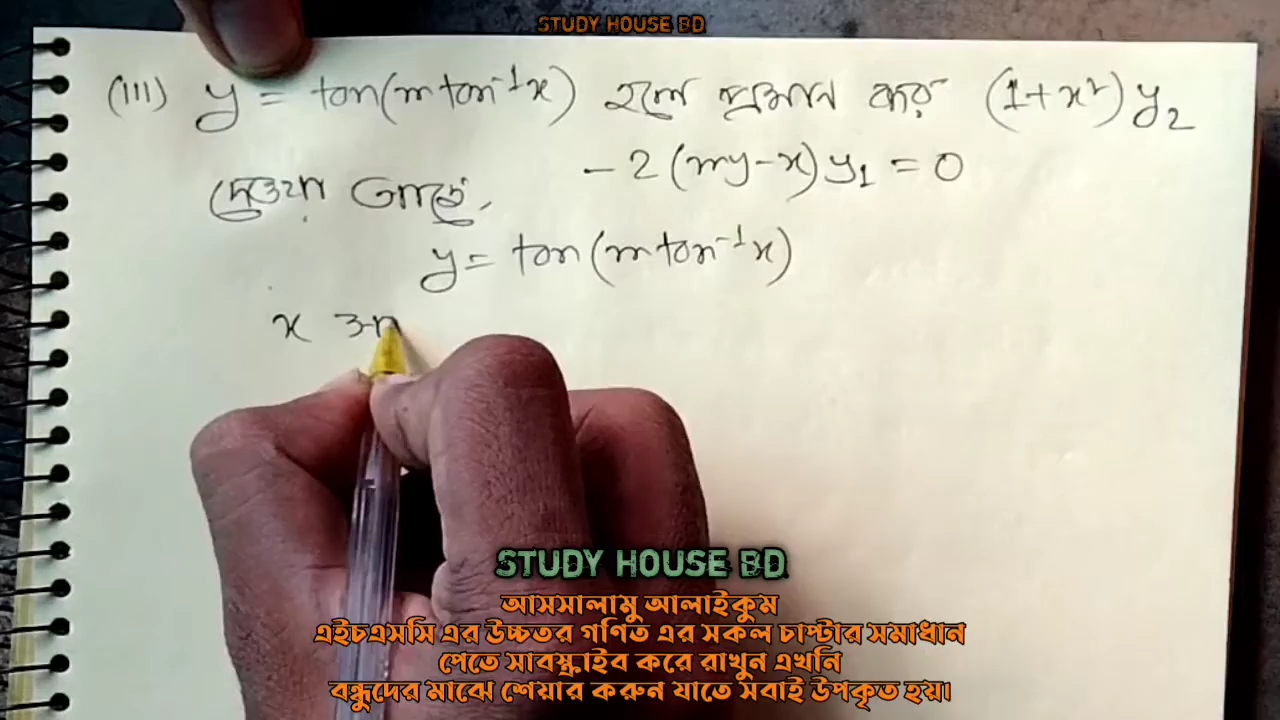 STUDY HOUSE BD
(III) y = tan(m tan⁻¹x) হলে প্রমাণ কর (1+x²)y₂
-2(my-x)y₁ = 0
দেওয়া আছে,
y = tan(m tan⁻¹x)
x
STUDY HOUSE BD
আসসালামু আলাইকুম
এইচএসসি এর উচ্চতর গণিত এর সকল চাপ্টার সমাধান
পেতে সাবস্ক্রাইব করে রাখুন এখনি
বন্ধুদের মাঝে শেয়ার করুন যাতে সবাই উপকৃত হয়।